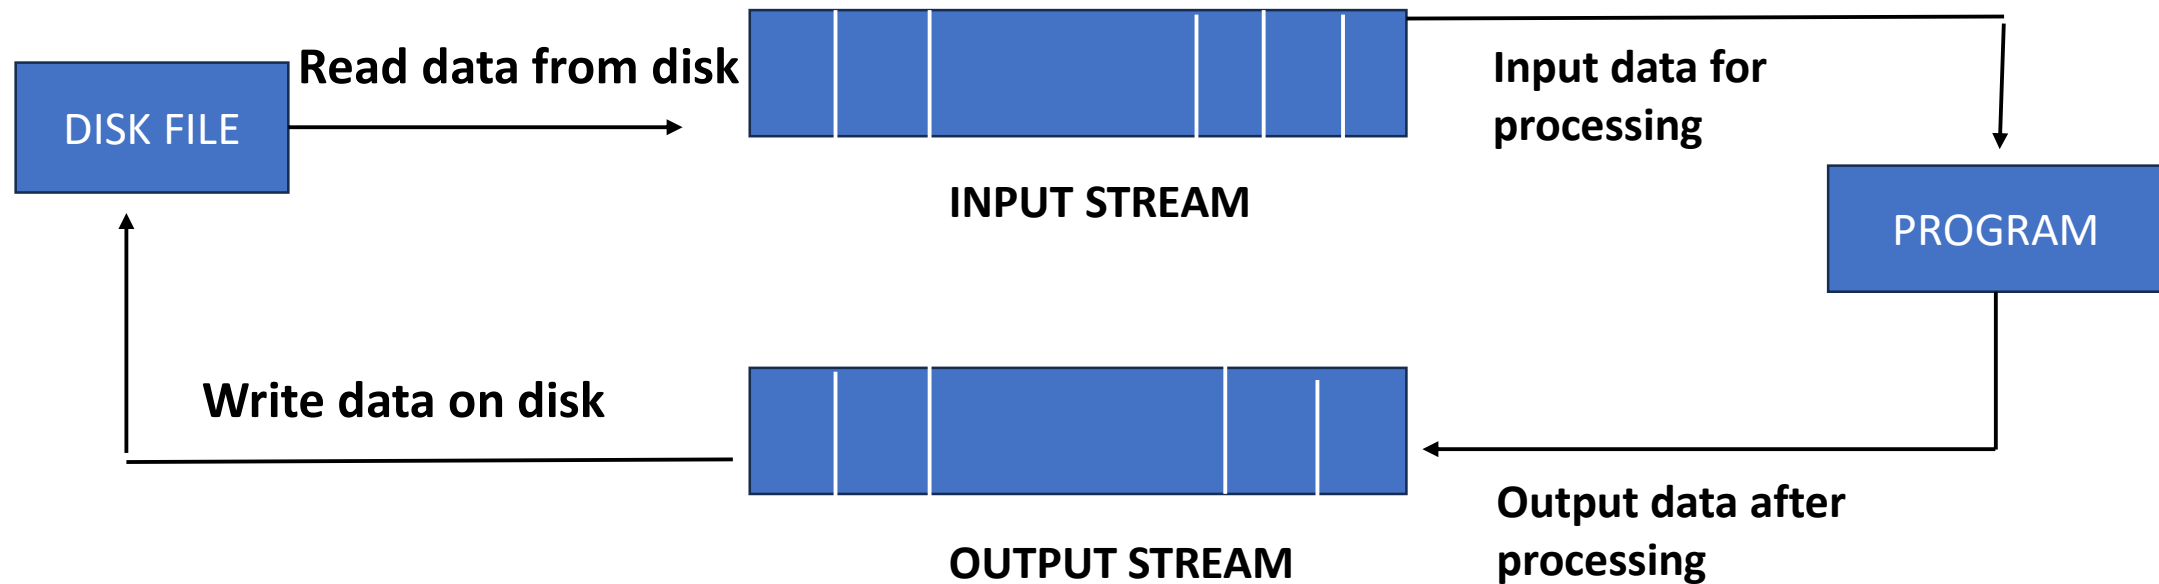 Read data from disk
DISK FILE
INPUT STREAM
Input data for
processing
PROGRAM
Write data on disk
OUTPUT STREAM
Output data after
processing